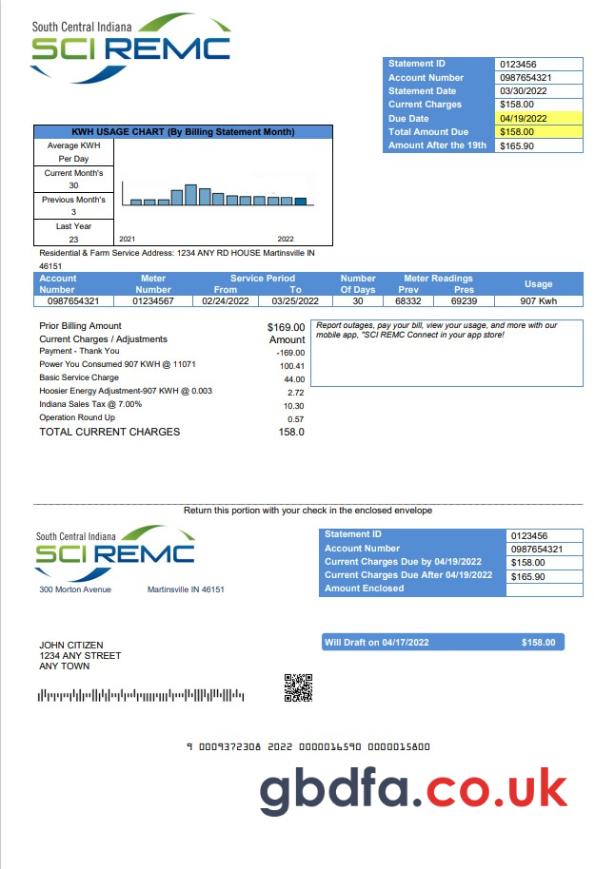 South Central Indiana
SCI REMC
Statement ID 0123456
Account Number 0987654321
Statement Date 03/30/2022
Current Charges $158.00
Due Date 04/19/2022
Total Amount Due $158.00
Amount After the 19th $165.90
KWH USAGE CHART (By Billing Statement Month)
Average KWH
Per Day
Current Month's
30
Previous Month's
3
Last Year
23
2021 2022
Residential & Farm Service Address: 1234 ANY RD HOUSE Martinsville IN
46151
Account Meter Service Period Number Meter Readings Usage
Number Number From To Of Days Prev Pres
0987654321 01234567 02/24/2022 03/25/2022 30 68332 69239 907 Kwh
Prior Billing Amount $169.00
Current Charges / Adjustments Amount
Payment - Thank You -169.00
Power You Consumed 907 KWH @ 11071 100.41
Basic Service Charge 44.00
Hoosier Energy Adjustment-907 KWH @ 0.003 2.72
Indiana Sales Tax @ 7.00% 10.30
Operation Round Up 0.57
TOTAL CURRENT CHARGES 158.0
Report outages, pay your bill, view your usage, and more with our
mobile app, "SCI REMC Connect in your app store!
Return this portion with your check in the enclosed envelope
South Central Indiana
SCI REMC
300 Morton Avenue Martinsville IN 46151
Statement ID 0123456
Account Number 0987654321
Current Charges Due by 04/19/2022 $158.00
Current Charges Due After 04/19/2022 $165.90
Amount Enclosed
Will Draft on 04/17/2022 $158.00
JOHN CITIZEN
1234 ANY STREET
ANY TOWN
9 0009372308 2022 0000016590 0000015800
gbdfa.co.uk